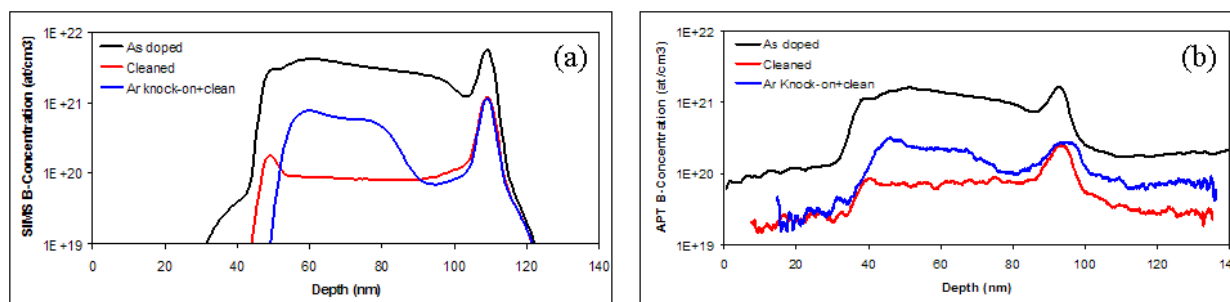 (a)
SIMS B-Concentration (at/cm3)
1E +22
1E +21
1E +20
1E +19
As doped
Cleaned
Ar knock-on+clean
0 20 40 60 80 100 120 140
Depth (nm)
(b)
APT B-Concentration (at/cm3)
1E+22
1E+21
1E+20
1E+19
As doped
Cleaned
Ar Knock-on+clean
0 20 40 60 80 100 120 140
Depth (nm)